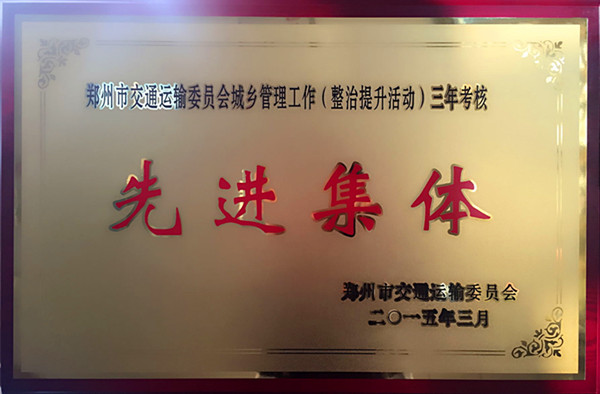 郑州市交通运输委员会城乡管理工作(整治提升活动)三年考核
先进集体
郑州市交通运输委员会
二〇一五年三月